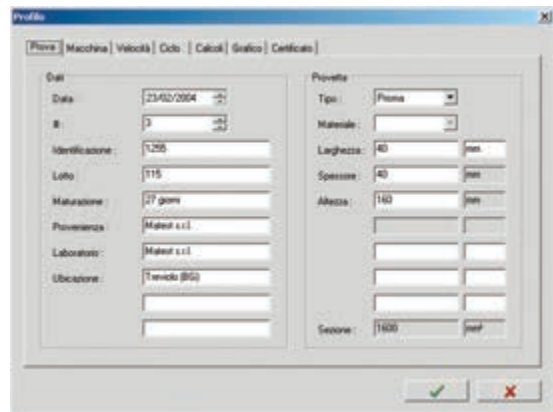 Profilo
Prova Macchina Velocità Ciclo Calcoli Grafico Certificato
Dati
Data : 23/02/2004
# : 3
Identificazione : 1255
Lotto 115
Maturazione : 27 giorni
Provenienza : Matest s.r.l.
Laboratorio : Matest s.r.l.
Ubicazione : Treviolo (BG)
Provetta
Tipo : Prisma
Materiale :
Larghezza : 40 mm
Spessore : 40 mm
Altezza : 160 mm
Sezione : 1600 mm²